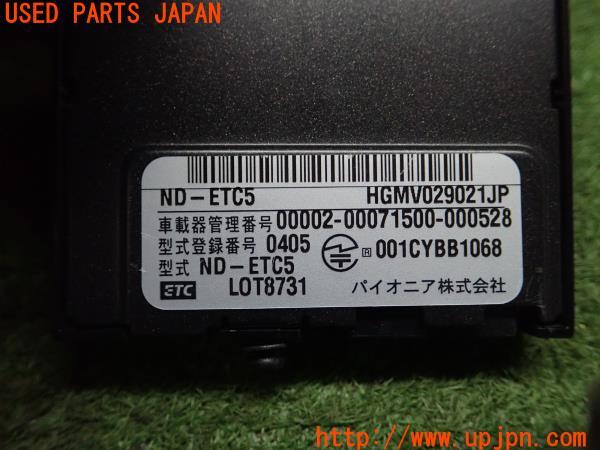 USED PARTS JAPAN
ND-ETC5 HGMV029021JP
車載器管理番号 00002-00071500-000528
型式登録番号 0405 R 001CYBB1068
型式 ND-ETC5
ETC LOT8731 パイオニア株式会社
http://www.upjpn.com/